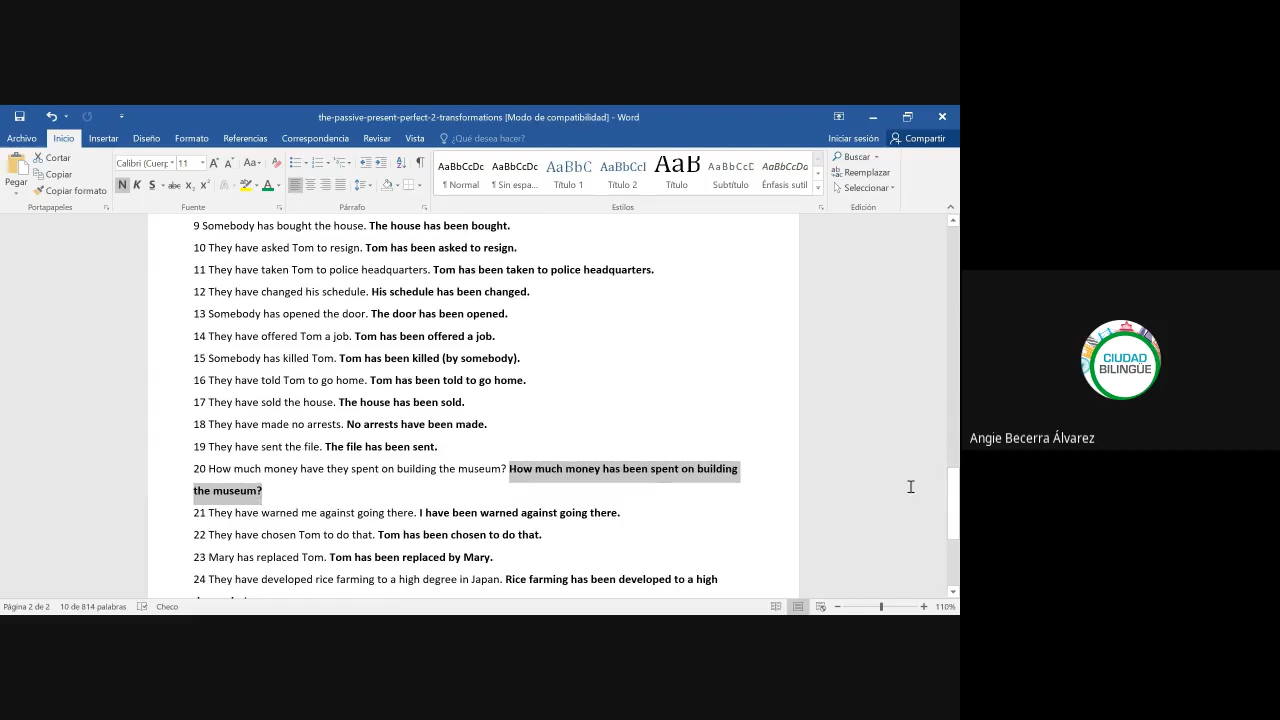 the-passive-present-perfect-2-transformations [Modo de compatibilidad] - Word
Archivo Inicio Insertar Diseño Formato Referencias Correspondencia Revisar Vista ¿Qué desea hacer? Iniciar sesión Compartir
Pegar Cortar
Copiar
Copiar formato
Portapapeles
Calibri (Cuerp 11
N K S abc x₂ x²
Fuente
Párrafo
AaBbCcDc AaBbCcDc AaBbC AaBbCcI AaB AaBbCcD AaBbCcDc
¶ Normal ¶ Sin espa... Título 1 Título 2 Título Subtítulo Énfasis sutil
Estilos
Buscar
Reemplazar
Seleccionar
Edición
9 Somebody has bought the house. The house has been bought.
10 They have asked Tom to resign. Tom has been asked to resign.
11 They have taken Tom to police headquarters. Tom has been taken to police headquarters.
12 They have changed his schedule. His schedule has been changed.
13 Somebody has opened the door. The door has been opened.
14 They have offered Tom a job. Tom has been offered a job.
15 Somebody has killed Tom. Tom has been killed (by somebody).
16 They have told Tom to go home. Tom has been told to go home.
17 They have sold the house. The house has been sold.
18 They have made no arrests. No arrests have been made.
19 They have sent the file. The file has been sent.
20 How much money have they spent on building the museum? How much money has been spent on building
the museum?
21 They have warned me against going there. I have been warned against going there.
22 They have chosen Tom to do that. Tom has been chosen to do that.
23 Mary has replaced Tom. Tom has been replaced by Mary.
24 They have developed rice farming to a high degree in Japan. Rice farming has been developed to a high
Página 2 de 2 10 de 814 palabras Checo 110%
CIUDAD
BILINGÜE
Angie Becerra Álvarez